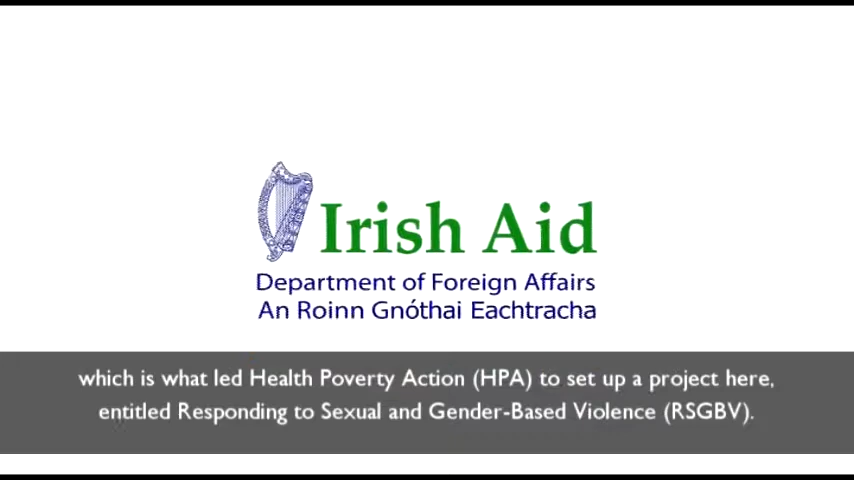 Irish Aid
Department of Foreign Affairs
An Roinn Gnóthai Eachtracha
which is what led Health Poverty Action (HPA) to set up a project here,
entitled Responding to Sexual and Gender-Based Violence (RSGBV).